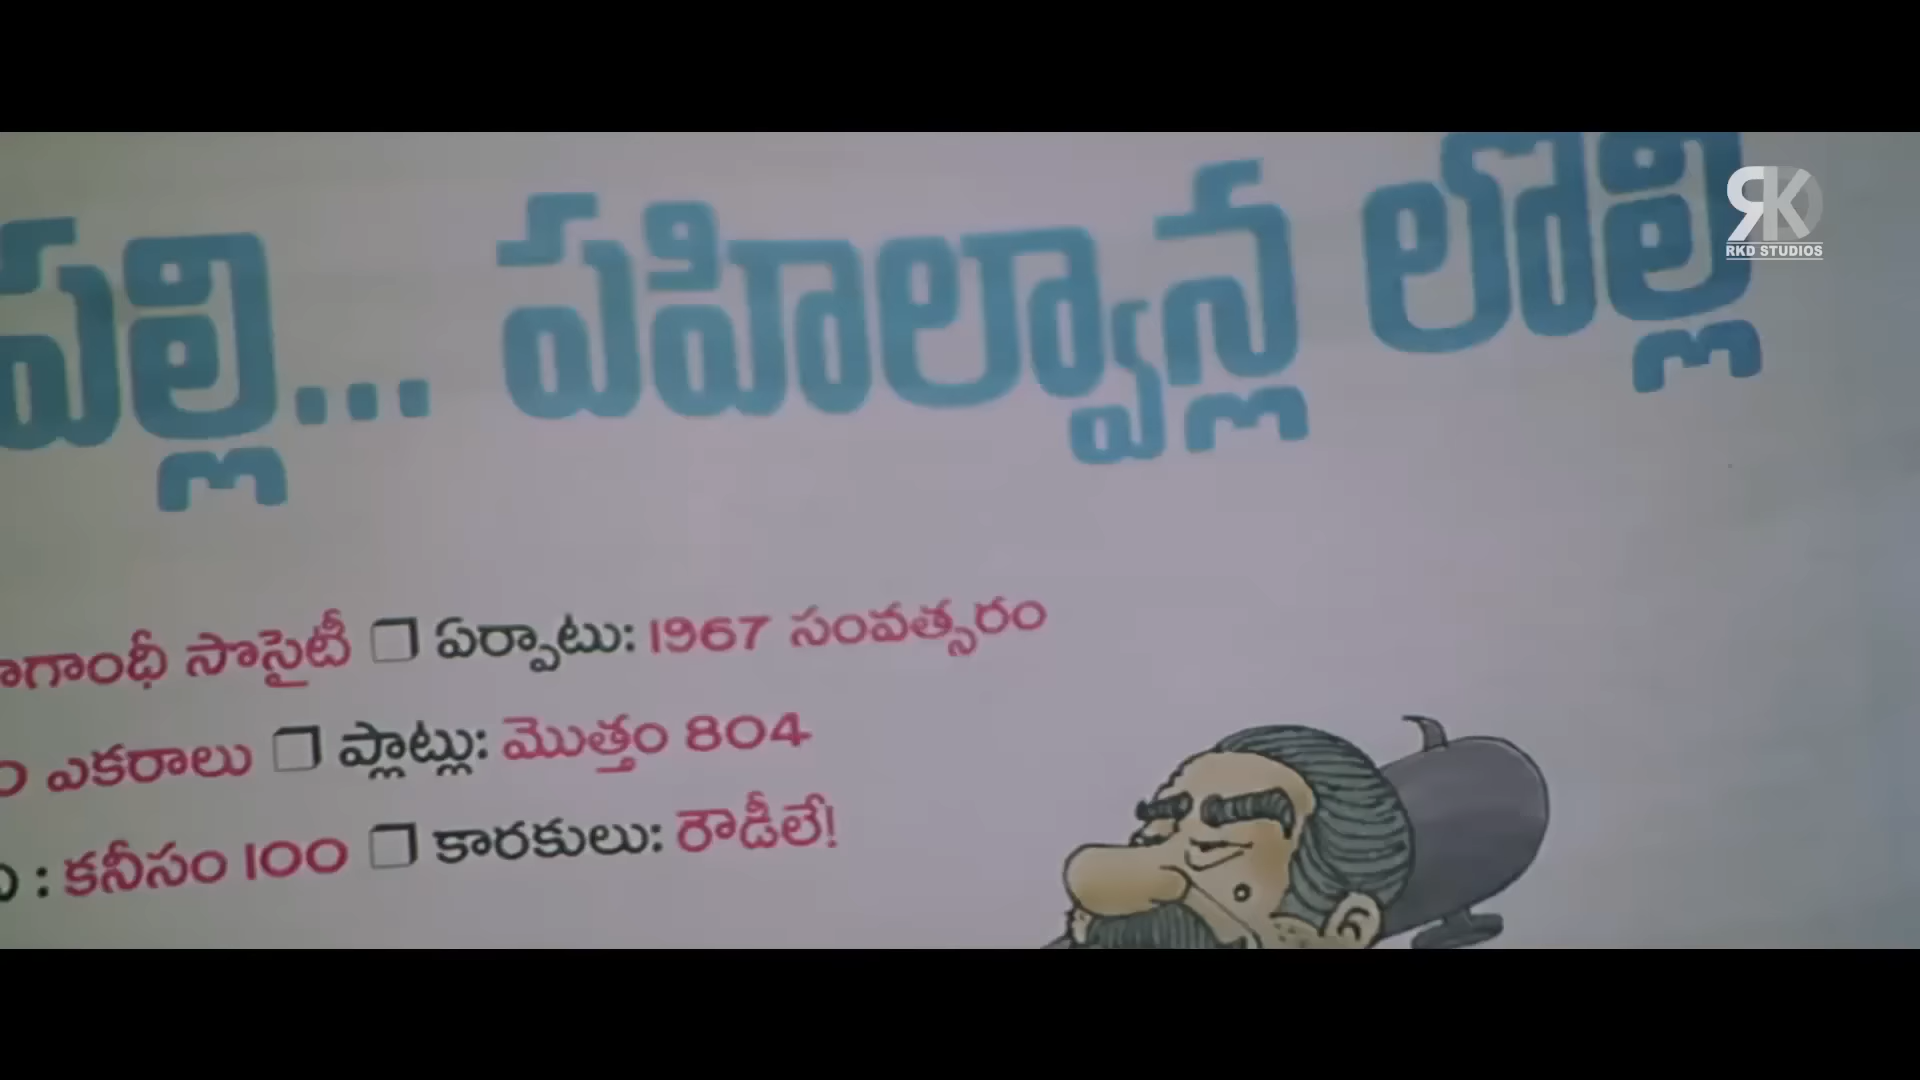 పల్లి... పహిల్వాన్ల లొల్లి
RKD STUDIOS
గాంధీ సొసైటీ ❐ ఏర్పాటు: 1967 సంవత్సరం
ఎకరాలు ❐ ప్లాట్లు: మొత్తం 804
: కనీసం 100 ❐ కారకులు: రౌడీలే!